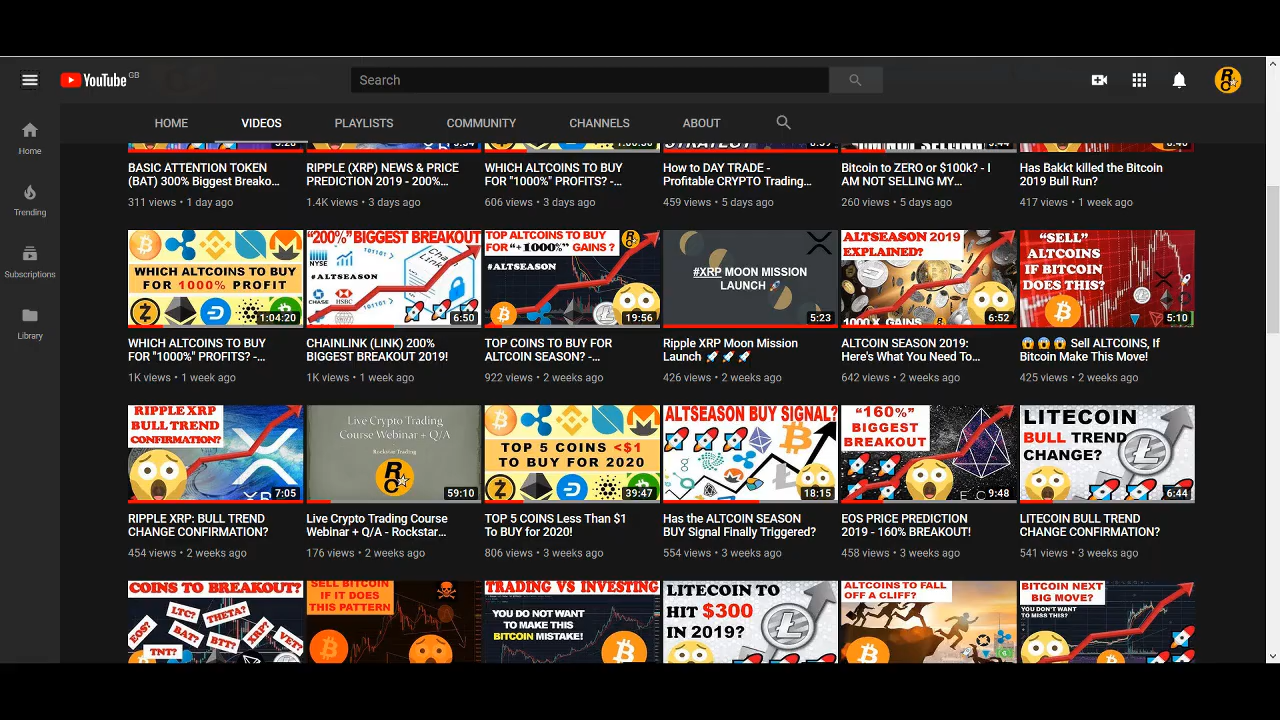 YouTube GB
Search
HOME
VIDEOS
PLAYLISTS
COMMUNITY
CHANNELS
ABOUT
Home
Trending
Subscriptions
Library
BASIC ATTENTION TOKEN
(BAT) 300% Biggest Breako...
311 views • 1 day ago
RIPPLE (XRP) NEWS & PRICE
PREDICTION 2019 - 200%...
1.4K views • 3 days ago
WHICH ALTCOINS TO BUY
FOR "1000%" PROFITS? -...
606 views • 3 days ago
How to DAY TRADE -
Profitable CRYPTO Trading...
459 views • 5 days ago
Bitcoin to ZERO or $100k? - I
AM NOT SELLING MY...
260 views • 5 days ago
Has Bakkt killed the Bitcoin
2019 Bull Run?
417 views • 1 week ago
WHICH ALTCOINS TO BUY
FOR 1000% PROFIT
1:04:20
WHICH ALTCOINS TO BUY
FOR "1000%" PROFITS? -...
1K views • 1 week ago
"200%" BIGGEST BREAKOUT
NYSE
#ALTSEASON
CHASE
HSBC
Chain
Link
6:50
CHAINLINK (LINK) 200%
BIGGEST BREAKOUT 2019!
1K views • 1 week ago
TOP ALTCOINS TO BUY
FOR "+1000%" GAINS ?
#ALTSEASON
19:56
TOP COINS TO BUY FOR
ALTCOIN SEASON? -...
922 views • 2 weeks ago
#XRP MOON MISSION
LAUNCH 🚀
5:23
Ripple XRP Moon Mission
Launch 🚀 🚀 🚀
426 views • 2 weeks ago
ALTSEASON 2019
EXPLAINED?
1000 X GAINS
6:52
ALTCOIN SEASON 2019:
Here's What You Need To...
642 views • 2 weeks ago
"SELL"
ALTCOINS
IF BITCOIN
DOES THIS?
5:10
😱😱😱 Sell ALTCOINS, If
Bitcoin Make This Move!
425 views • 2 weeks ago
RIPPLE XRP
BULL TREND
CONFIRMATION?
7:05
RIPPLE XRP: BULL TREND
CHANGE CONFIRMATION?
454 views • 2 weeks ago
Live Crypto Trading
Course Webinar + Q/A
Rockstar Trading
59:10
Live Crypto Trading Course
Webinar + Q/A - Rockstar...
176 views • 2 weeks ago
TOP 5 COINS <$1
TO BUY FOR 2020
39:47
TOP 5 COINS Less Than $1
To BUY for 2020!
806 views • 3 weeks ago
ALTSEASON BUY SIGNAL?
18:15
Has the ALTCOIN SEASON
BUY Signal Finally Triggered?
554 views • 3 weeks ago
"160%"
BIGGEST
BREAKOUT
9:48
EOS PRICE PREDICTION
2019 - 160% BREAKOUT!
458 views • 3 weeks ago
LITECOIN
BULL TREND
CHANGE?
6:44
LITECOIN BULL TREND
CHANGE CONFIRMATION?
541 views • 3 weeks ago
COINS TO BREAKOUT?
LTC?
THETA?
EOS?
BAT?
BTT?
XRP?
VET?
TNT?
SELL BITCOIN
IF IT DOES
THIS PATTERN
TRADING VS INVESTING
YOU DO NOT WANT
TO MAKE THIS
BITCOIN MISTAKE!
LITECOIN TO
HIT $300
IN 2019?
ALTCOINS TO FALL
OFF A CLIFF?
BITCOIN NEXT
BIG MOVE?
YOU DON'T WANT
TO MISS THIS?